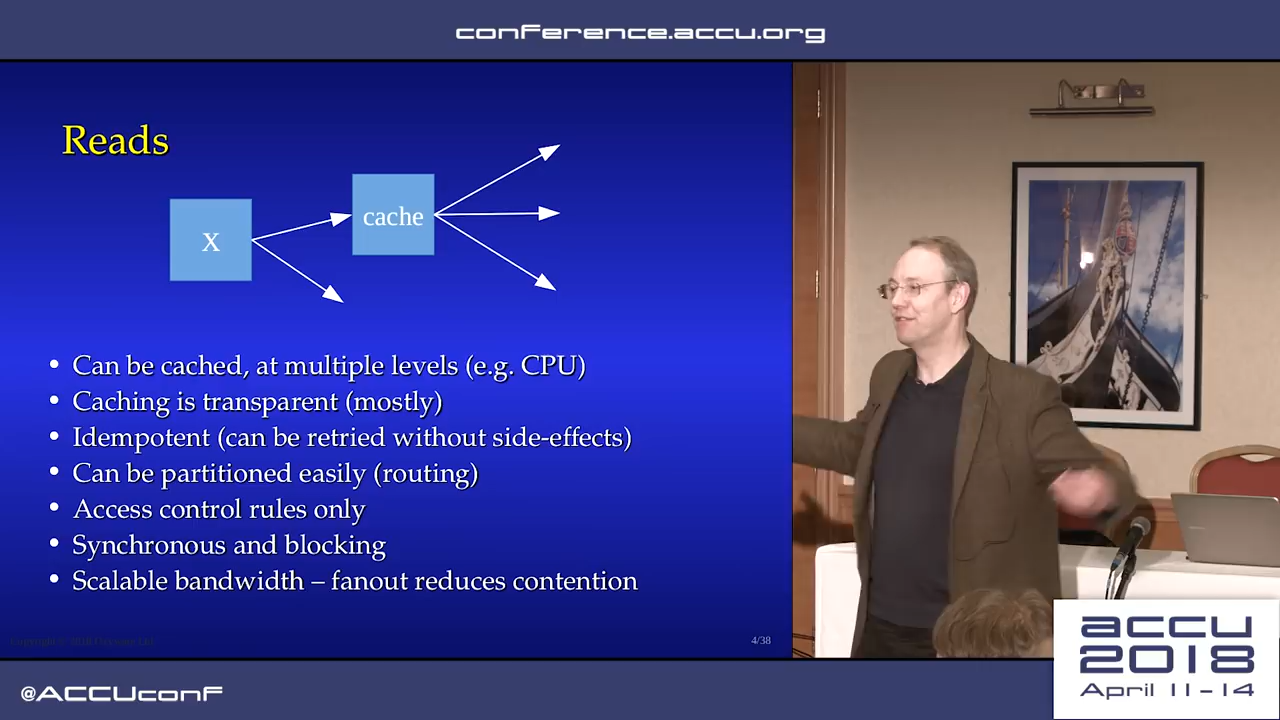 conference.accu.org
Reads
X
cache
• Can be cached, at multiple levels (e.g. CPU)
• Caching is transparent (mostly)
• Idempotent (can be retried without side-effects)
• Can be partitioned easily (routing)
• Access control rules only
• Synchronous and blocking
• Scalable bandwidth – fanout reduces contention
4/38
@ACCUconf
accu
2018
April 11-14